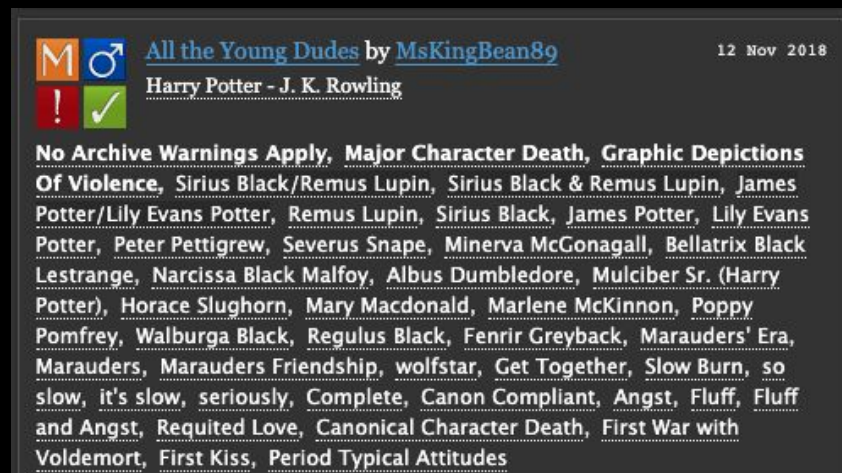 M
All the Young Dudes by MsKingBean89 12 Nov 2018
Harry Potter - J. K. Rowling
No Archive Warnings Apply, Major Character Death, Graphic Depictions
Of Violence, Sirius Black/Remus Lupin, Sirius Black & Remus Lupin, James
Potter/Lily Evans Potter, Remus Lupin, Sirius Black, James Potter, Lily Evans
Potter, Peter Pettigrew, Severus Snape, Minerva McGonagall, Bellatrix Black
Lestrange, Narcissa Black Malfoy, Albus Dumbledore, Mulciber Sr. (Harry
Potter), Horace Slughorn, Mary Macdonald, Marlene McKinnon, Poppy
Pomfrey, Walburga Black, Regulus Black, Fenrir Greyback, Marauders' Era,
Marauders, Marauders Friendship, wolfstar, Get Together, Slow Burn, so
slow, it's slow, seriously, Complete, Canon Compliant, Angst, Fluff, Fluff
and Angst, Requited Love, Canonical Character Death, First War with
Voldemort, First Kiss, Period Typical Attitudes